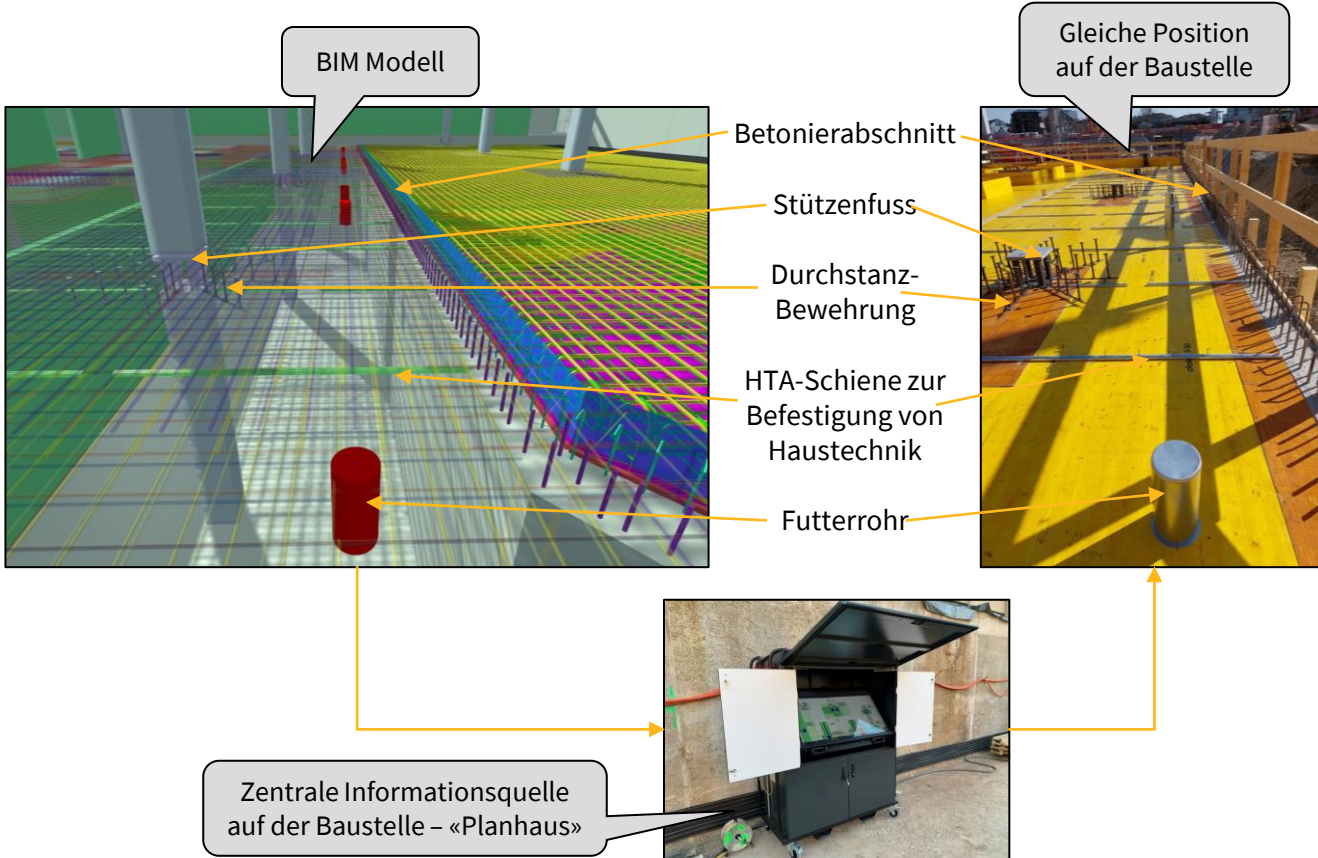 BIM Modell
Gleiche Position
auf der Baustelle
Betonierabschnitt
Stützenfuss
Durchstanz-
Bewehrung
HTA-Schiene zur
Befestigung von
Haustechnik
Futterrohr
Zentrale Informationsquelle
auf der Baustelle – «Planhaus»